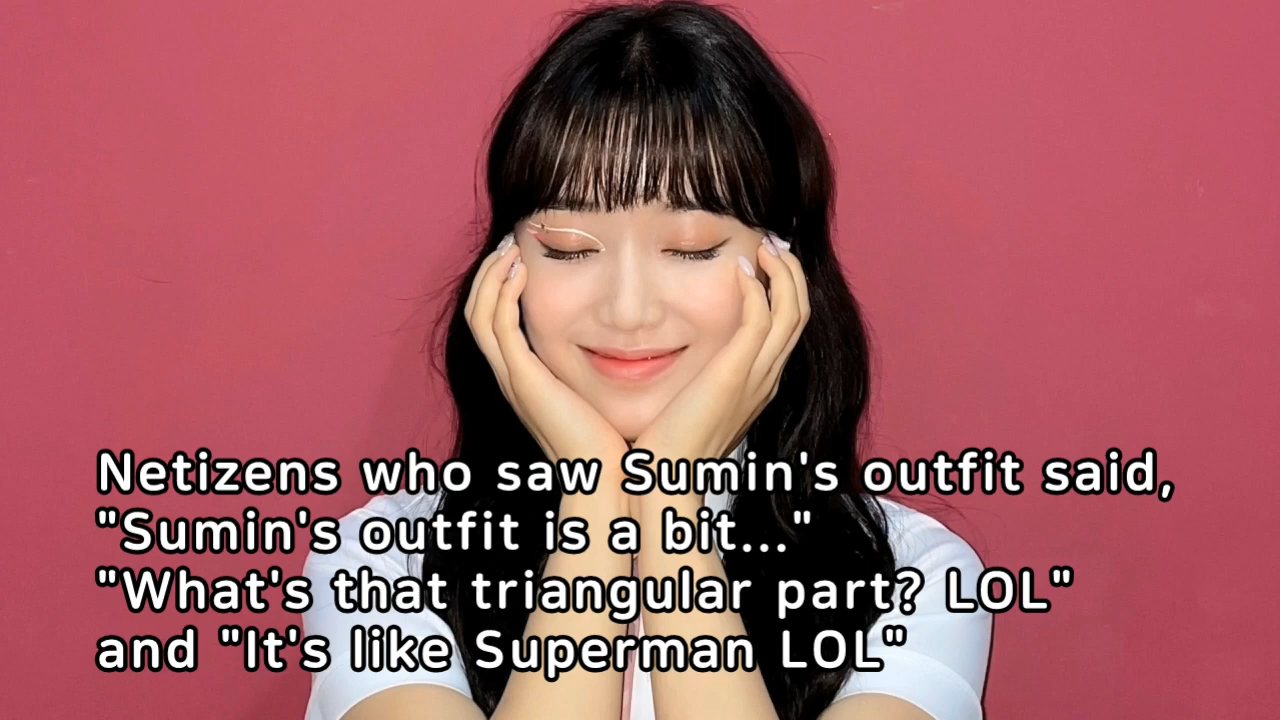 Netizens who saw Sumin's outfit said,
"Sumin's outfit is a bit..."
"What's that triangular part? LOL"
and "It's like Superman LOL"